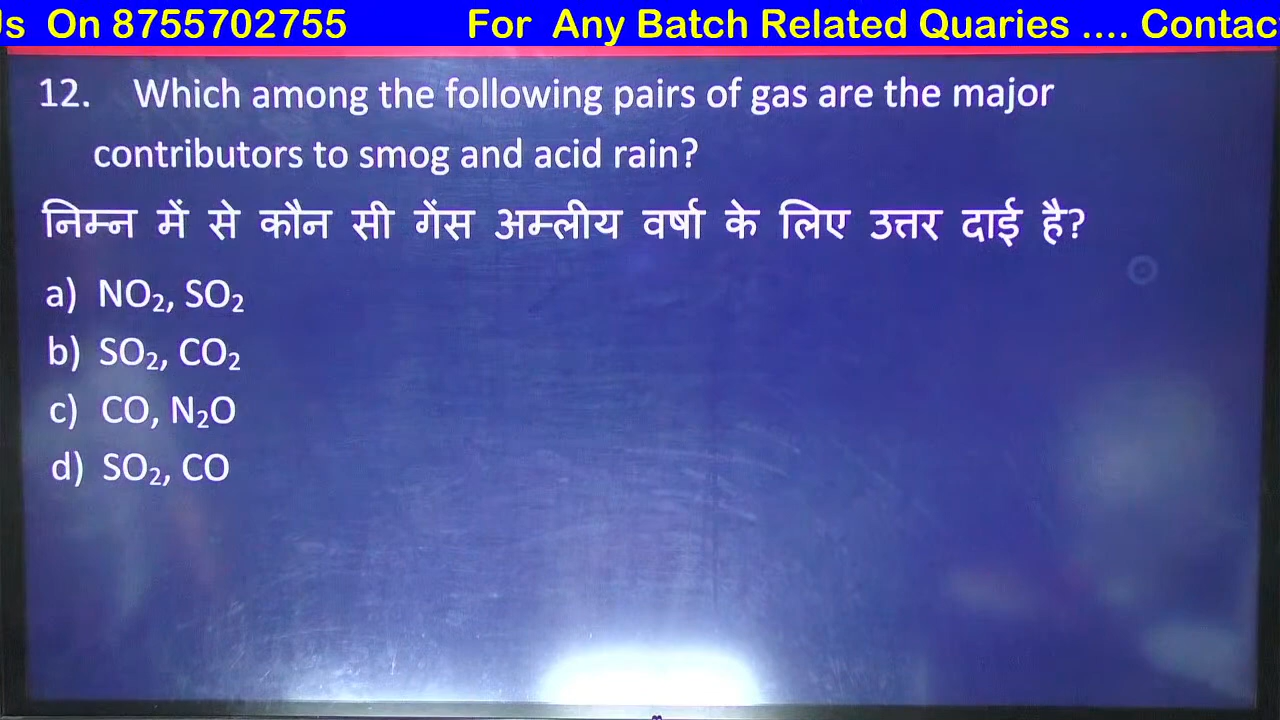 Us On 8755702755 For Any Batch Related Quaries .... Contac
12. Which among the following pairs of gas are the major
contributors to smog and acid rain?
निम्न में से कौन सी गेंस अम्लीय वर्षा के लिए उत्तर दाई है?
a) NO₂, SO₂
b) SO₂, CO₂
c) CO, N₂O
d) SO₂, CO